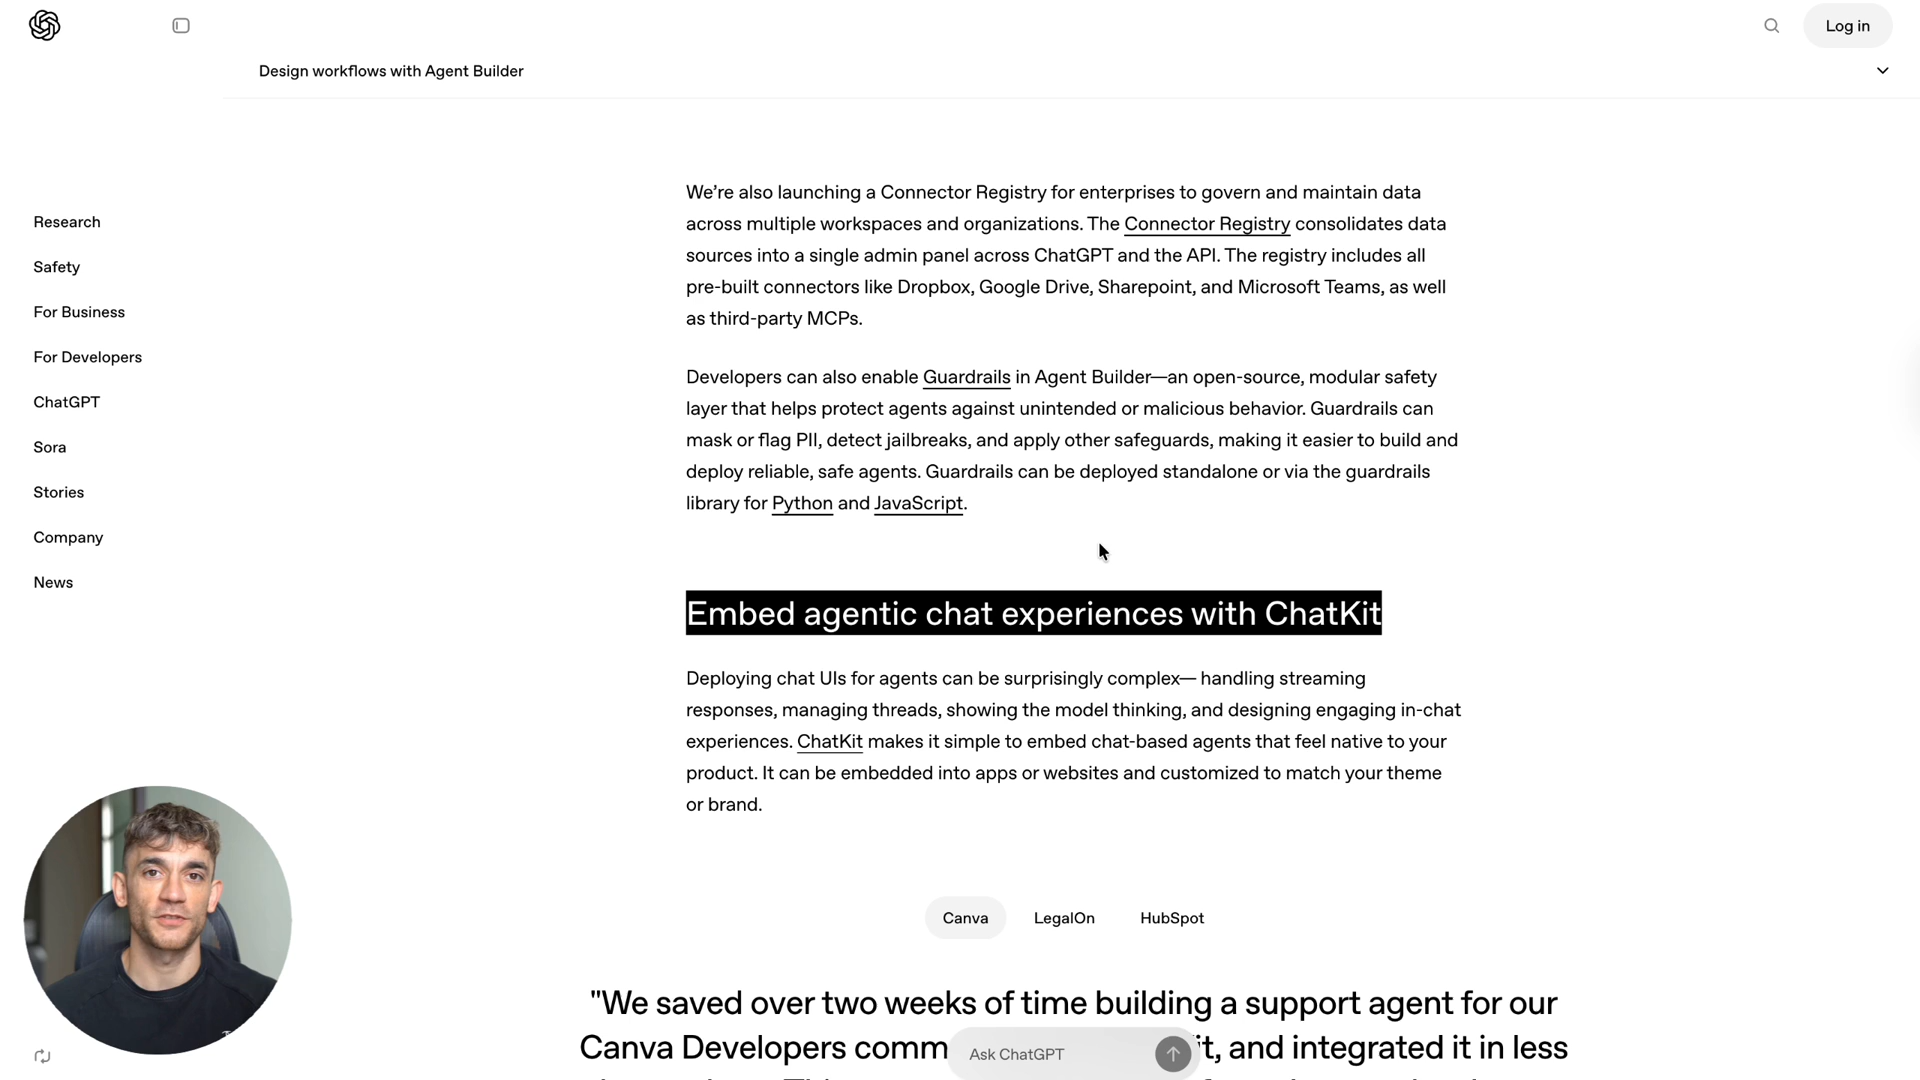 Log in
Design workflows with Agent Builder
Research
Safety
For Business
For Developers
ChatGPT
Sora
Stories
Company
News
We’re also launching a Connector Registry for enterprises to govern and maintain data
across multiple workspaces and organizations. The Connector Registry consolidates data
sources into a single admin panel across ChatGPT and the API. The registry includes all
pre-built connectors like Dropbox, Google Drive, Sharepoint, and Microsoft Teams, as well
as third-party MCPs.
Developers can also enable Guardrails in Agent Builder—an open-source, modular safety
layer that helps protect agents against unintended or malicious behavior. Guardrails can
mask or flag PII, detect jailbreaks, and apply other safeguards, making it easier to build and
deploy reliable, safe agents. Guardrails can be deployed standalone or via the guardrails
library for Python and JavaScript.
Embed agentic chat experiences with ChatKit
Deploying chat UIs for agents can be surprisingly complex— handling streaming
responses, managing threads, showing the model thinking, and designing engaging in-chat
experiences. ChatKit makes it simple to embed chat-based agents that feel native to your
product. It can be embedded into apps or websites and customized to match your theme
or brand.
Canva LegalOn HubSpot
"We saved over two weeks of time building a support agent for our
Canva Developers comm it, and integrated it in less
Ask ChatGPT